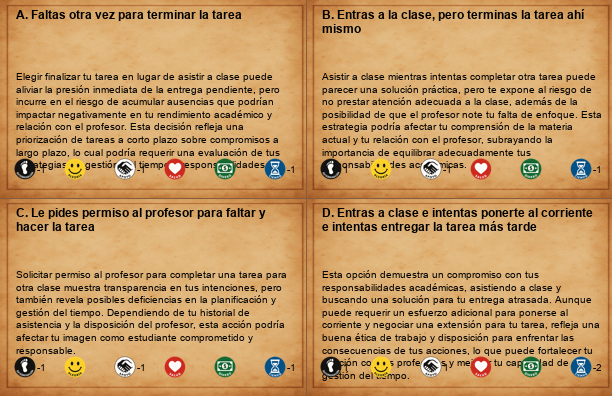 A. Faltas otra vez para terminar la tarea
Elegir finalizar tu tarea en lugar de asistir a clase puede
aliviar la presión inmediata de la entrega pendiente, pero
incurre en el riesgo de acumular ausencias que podrían
impactar negativamente en tu rendimiento académico y
relación con el profesor. Esta decisión refleja una
priorización de tareas a corto plazo sobre compromisos a
largo plazo, lo cual podría requerir una evaluación de tus
-1
-1
-1
B. Entras a la clase, pero terminas la tarea ahí
mismo
Asistir a clase mientras intentas completar otra tarea puede
parecer una solución práctica, pero te expone al riesgo de
no prestar atención adecuada a la clase, además de la
posibilidad de que el profesor note tu falta de enfoque. Esta
estrategia podría afectar tu comprensión de la materia
actual y tu relación con el profesor, subrayando la
importancia de equilibrar adecuadamente tus
-1
-1
C. Le pides permiso al profesor para faltar y
hacer la tarea
Solicitar permiso al profesor para completar una tarea para
otra clase muestra transparencia en tus intenciones, pero
también revela posibles deficiencias en la planificación y
gestión del tiempo. Dependiendo de tu historial de
asistencia y la disposición del profesor, esta acción podría
afectar tu imagen como estudiante comprometido y
responsable.
-1
-1
-1
D. Entras a clase e intentas ponerte al corriente
e intentas entregar la tarea más tarde
Esta opción demuestra un compromiso con tus
responsabilidades académicas, asistiendo a clase y
buscando una solución para tu entrega atrasada. Aunque
puede requerir un esfuerzo adicional para ponerse al
corriente y negociar una extensión para tu tarea, refleja una
buena ética de trabajo y disposición para enfrentar las
consecuencias de tus acciones, lo que puede fortalecer tu
-2
gestión del tiempo.